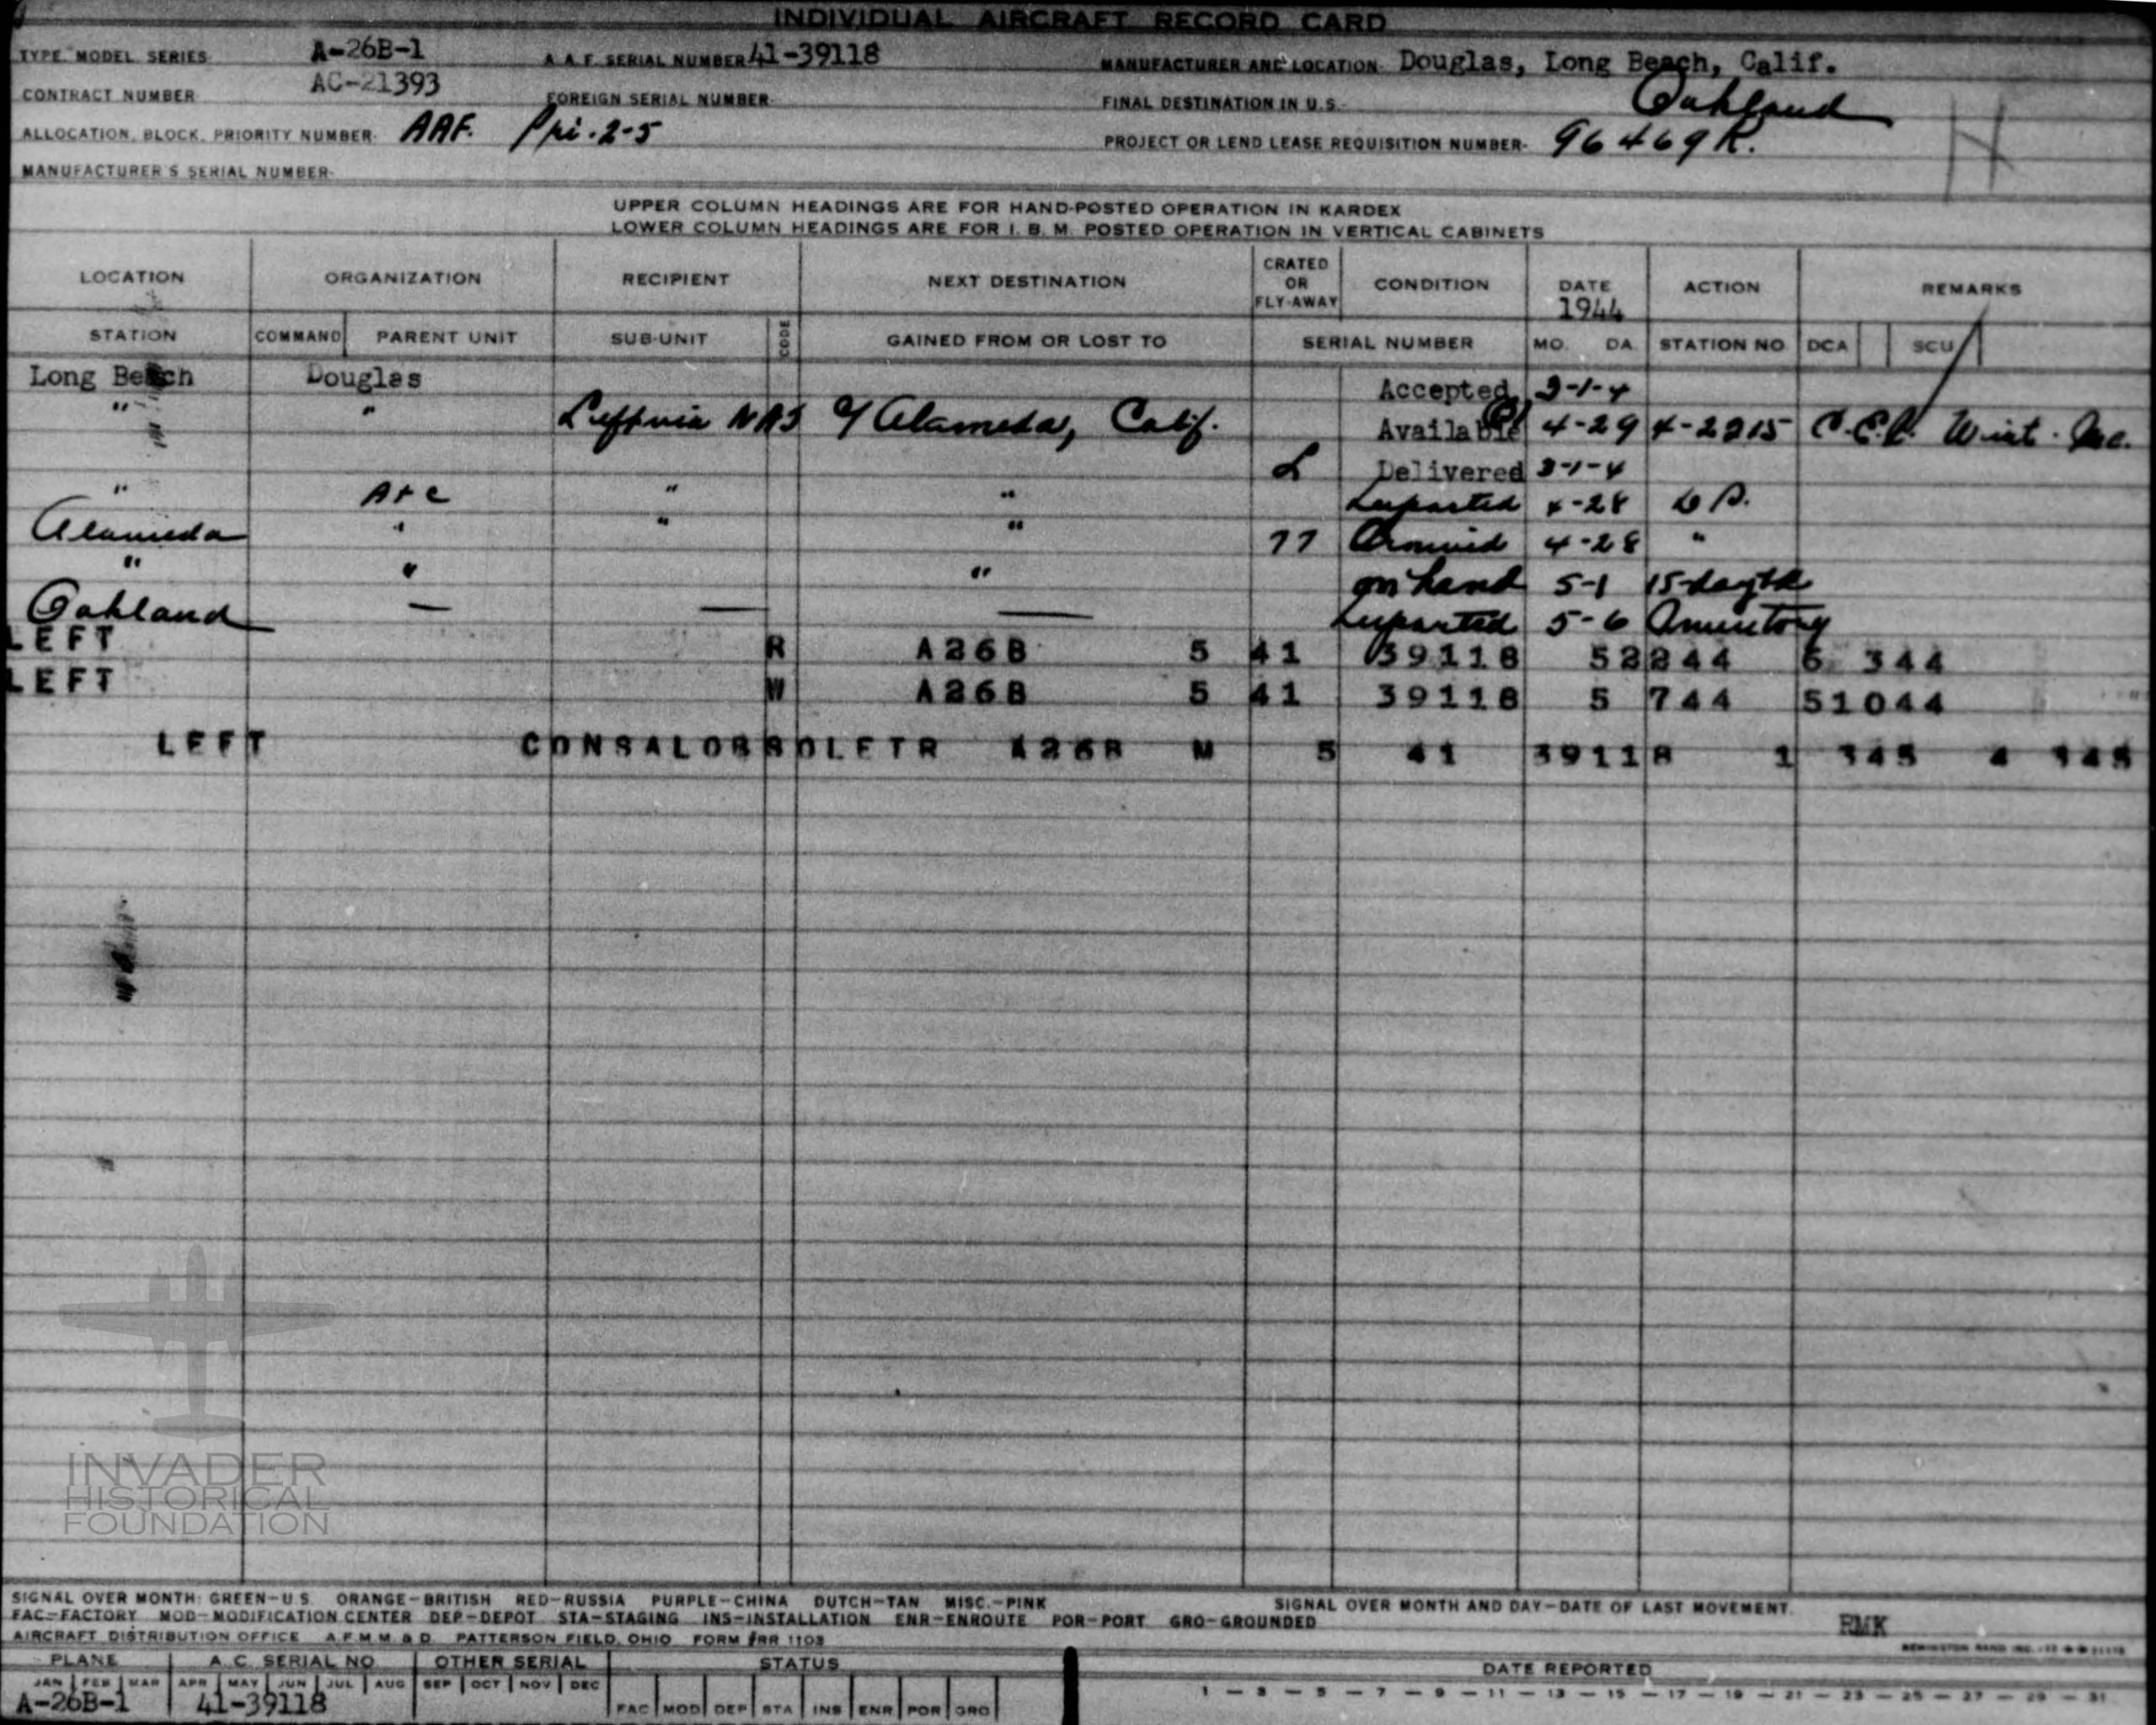 INDIVIDUAL AIRCRAFT RECORD CARD
TYPE MODEL SERIES A-26B-1 A.A.F. SERIAL NUMBER 41-39118 MANUFACTURER AND LOCATION- Douglas, Long Beach, Calif.
CONTRACT NUMBER AC-21393 FOREIGN SERIAL NUMBER- FINAL DESTINATION IN U.S.- Oakland
ALLOCATION, BLOCK, PRIORITY NUMBER- AAF. Pri. 2-5 PROJECT OR LEND LEASE REQUISITION NUMBER- 96469R.
MANUFACTURER'S SERIAL NUMBER-
UPPER COLUMN HEADINGS ARE FOR HAND-POSTED OPERATION IN KARDEX
LOWER COLUMN HEADINGS ARE FOR I. B. M. POSTED OPERATION IN VERTICAL CABINETS
LOCATION ORGANIZATION RECIPIENT NEXT DESTINATION CRATED OR FLY-AWAY CONDITION DATE 1944 ACTION REMARKS
STATION COMMAND PARENT UNIT SUB-UNIT CODE GAINED FROM OR LOST TO SERIAL NUMBER MO. DA. STATION NO. DCA SCU
Long Beach Douglas Accepted 3-1-4
" " NAS Alameda, Calif. Available 4-29 4-2215
Delivered 3-1-4
" " " 4-28
Alameda " " " 77 4-28 "
" " " on hand 5-1
Oakland — — — 5-6
LEFT R A26B 5 41 39118 52244 6 344
LEFT W A26B 5 41 39118 5 744 51044
LEFT A26B M 5 41 39118 1 345 4 345
INVADER
HISTORICAL
FOUNDATION
SIGNAL OVER MONTH: GREEN-U.S. ORANGE-BRITISH RED-RUSSIA PURPLE-CHINA DUTCH-TAN MISC.-PINK SIGNAL OVER MONTH AND DAY-DATE OF LAST MOVEMENT.
FAC-FACTORY MOD-MODIFICATION CENTER DEP-DEPOT STA-STAGING INS-INSTALLATION ENR-ENROUTE POR-PORT GRO-GROUNDED RMK
AIRCRAFT DISTRIBUTION OFFICE A.F.M.M. & D. PATTERSON FIELD, OHIO FORM #RR 1103
PLANE A.C. SERIAL NO. OTHER SERIAL STATUS DATE REPORTED
JAN FEB MAR APR MAY JUN JUL AUG SEP OCT NOV DEC
A-26B-1 41-39118 FAC MOD DEP STA INS ENR POR GRO 1 – 3 – 5 – 7 – 9 – 11 – 13 – 15 – 17 – 19 – 21 – 23 – 25 – 27 – 29 – 31